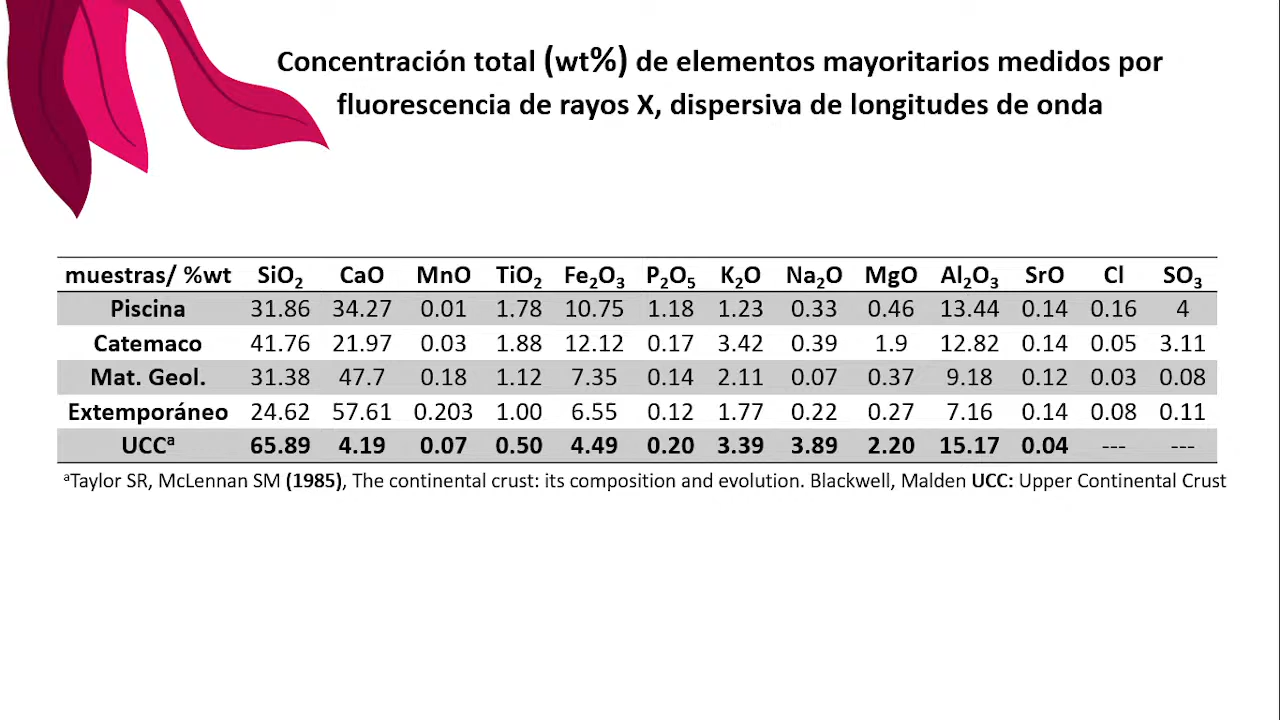 Concentración total (wt%) de elementos mayoritarios medidos por
fluorescencia de rayos X, dispersiva de longitudes de onda
muestras/ %wt SiO₂ CaO MnO TiO₂ Fe₂O₃ P₂O₅ K₂O Na₂O MgO Al₂O₃ SrO Cl SO₃
Piscina 31.86 34.27 0.01 1.78 10.75 1.18 1.23 0.33 0.46 13.44 0.14 0.16 4
Catemaco 41.76 21.97 0.03 1.88 12.12 0.17 3.42 0.39 1.9 12.82 0.14 0.05 3.11
Mat. Geol. 31.38 47.7 0.18 1.12 7.35 0.14 2.11 0.07 0.37 9.18 0.12 0.03 0.08
Extemporáneo 24.62 57.61 0.203 1.00 6.55 0.12 1.77 0.22 0.27 7.16 0.14 0.08 0.11
UCCᵃ 65.89 4.19 0.07 0.50 4.49 0.20 3.39 3.89 2.20 15.17 0.04 --- ---
ᵃTaylor SR, McLennan SM (1985), The continental crust: its composition and evolution. Blackwell, Malden UCC: Upper Continental Crust